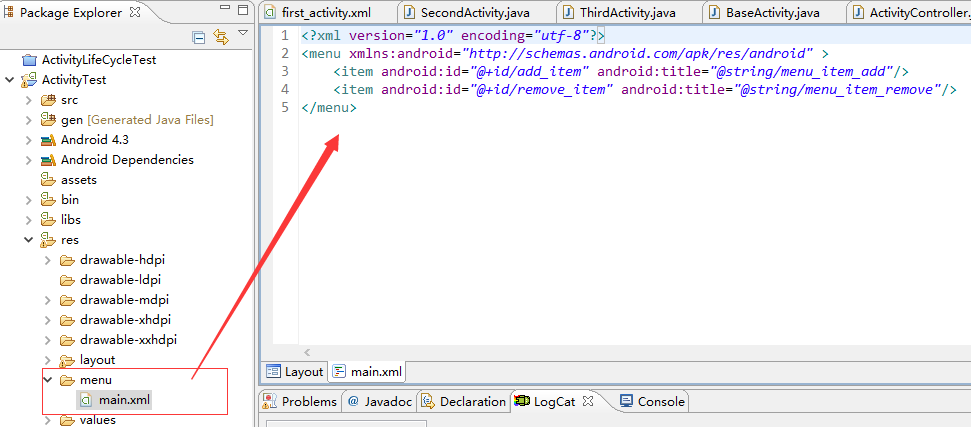 Package Explorer
ActivityLifeCycleTest
ActivityTest
src
gen [Generated Java Files]
Android 4.3
Android Dependencies
assets
bin
libs
res
drawable-hdpi
drawable-ldpi
drawable-mdpi
drawable-xhdpi
drawable-xxhdpi
layout
menu
main.xml
values
first_activity.xml
SecondActivity.java
ThirdActivity.java
BaseActivity.java
ActivityController.
1 <?xml version="1.0" encoding="utf-8"?>
2 <menu xmlns:android="http://schemas.android.com/apk/res/android" >
3 <item android:id="@+id/add_item" android:title="@string/menu_item_add"/>
4 <item android:id="@+id/remove_item" android:title="@string/menu_item_remove"/>
5 </menu>
Layout
main.xml
Problems
@ Javadoc
Declaration
LogCat
Console